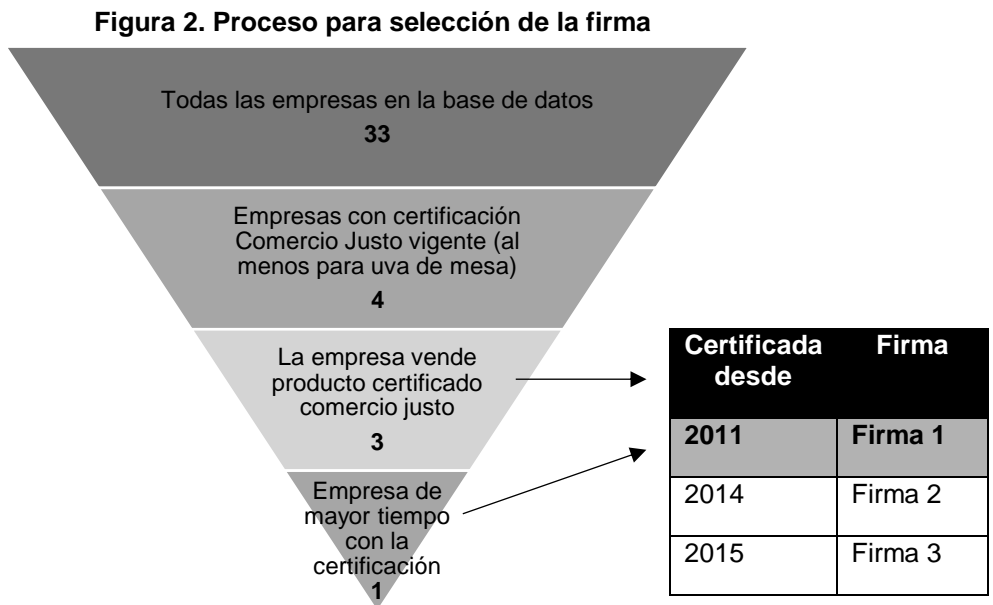 Figura 2. Proceso para selección de la firma
Todas las empresas en la base de datos
33
Empresas con certificación
Comercio Justo vigente (al
menos para uva de mesa)
4
La empresa vende
producto certificado
comercio justo
3
Empresa de
mayor tiempo
con la
certificación
1
Certificada Firma
desde
2011 Firma 1
2014 Firma 2
2015 Firma 3